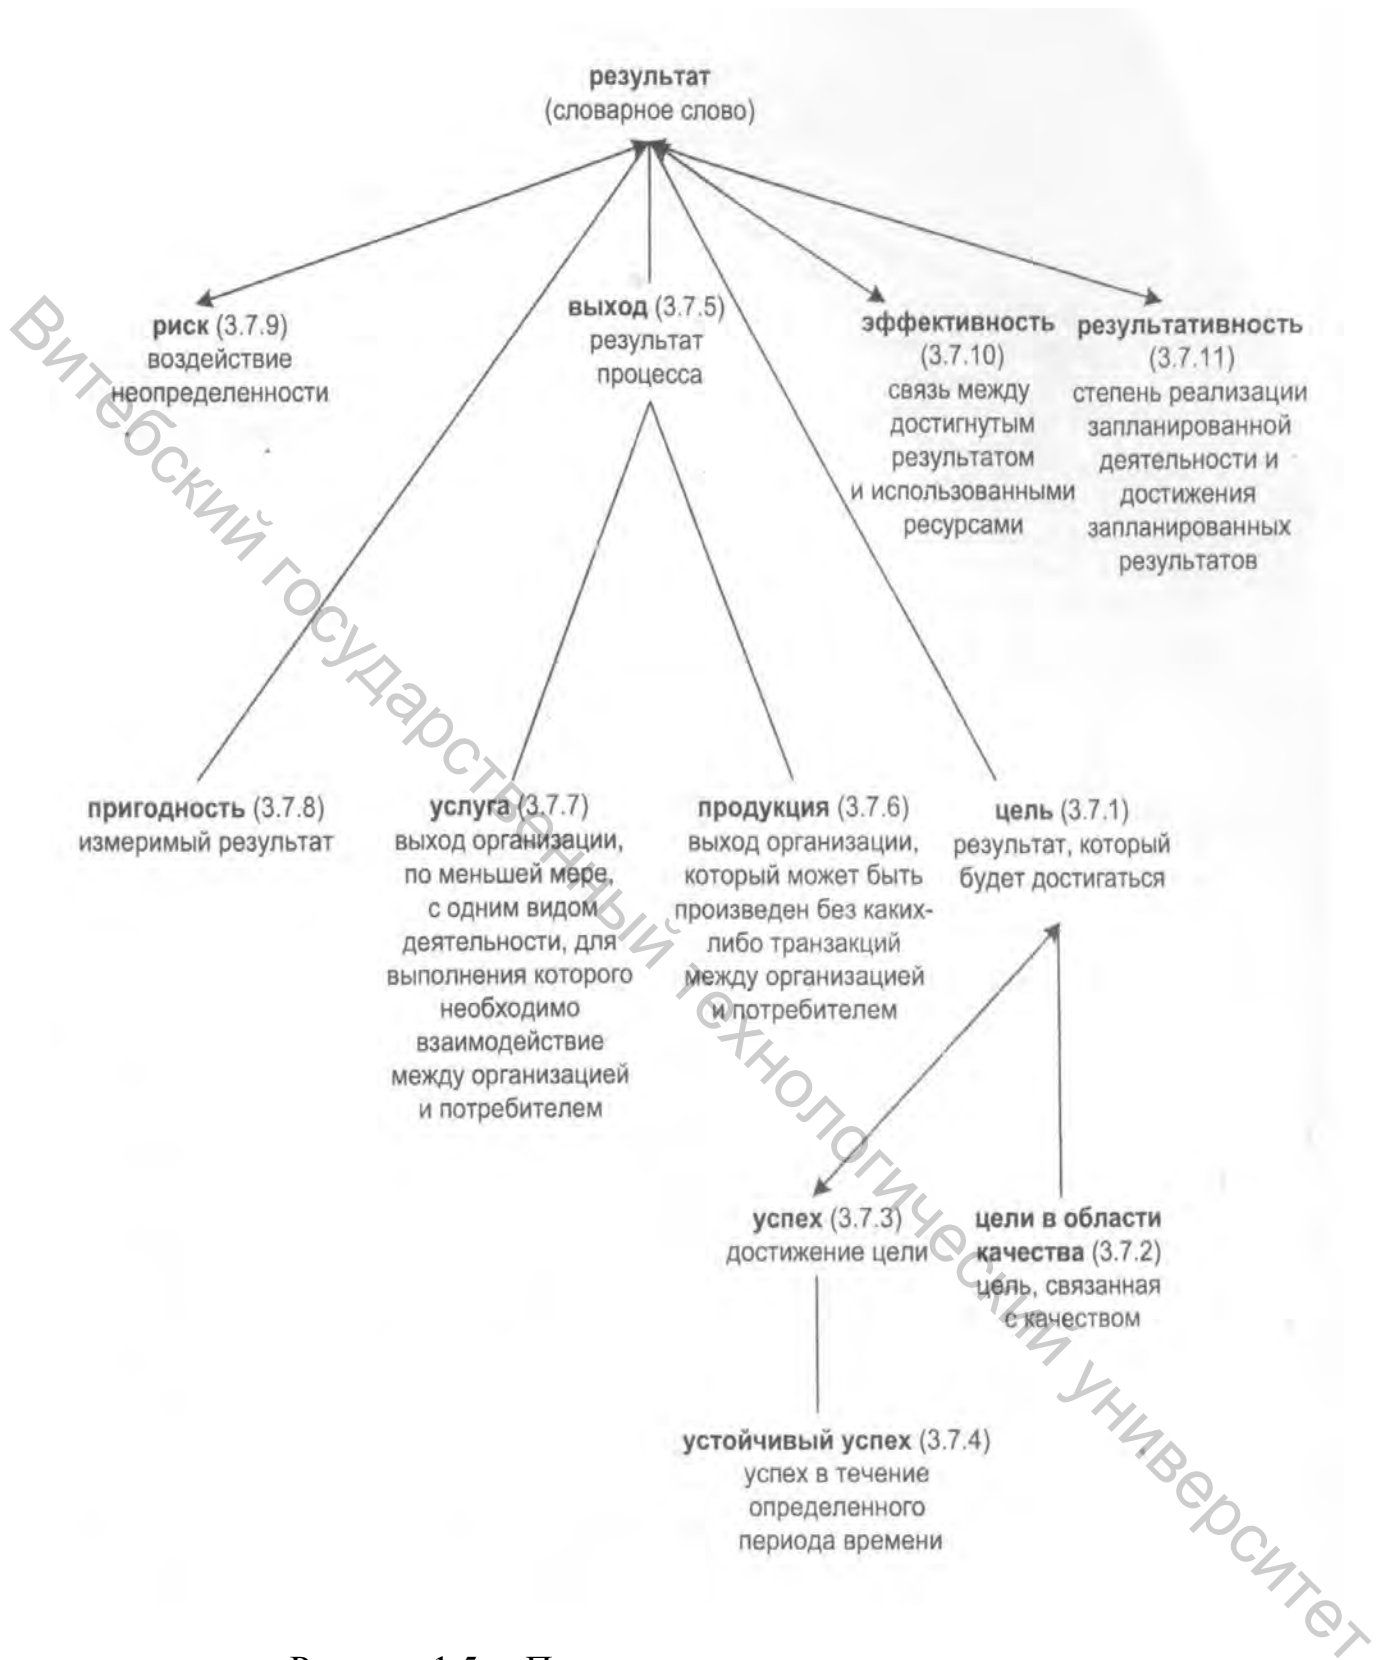 результат
(словарное слово)
риск (3.7.9)
воздействие
неопределенности
выход (3.7.5)
результат
процесса
эффективность
(3.7.10)
связь между
достигнутым
результатом
и использованными
ресурсами
результативность
(3.7.11)
степень реализации
запланированной
деятельности и
достижения
запланированных
результатов
пригодность (3.7.8)
измеримый результат
услуга (3.7.7)
выход организации,
по меньшей мере,
с одним видом
деятельности, для
выполнения которого
необходимо
взаимодействие
между организацией
и потребителем
продукция (3.7.6)
выход организации,
который может быть
произведен без каких-
либо транзакций
между организацией
и потребителем
цель (3.7.1)
результат, который
будет достигаться
успех (3.7.3)
достижение цели
цели в области
качества (3.7.2)
цель, связанная
с качеством
устойчивый успех (3.7.4)
успех в течение
определенного
периода времени
Витебский государственный технологический университет